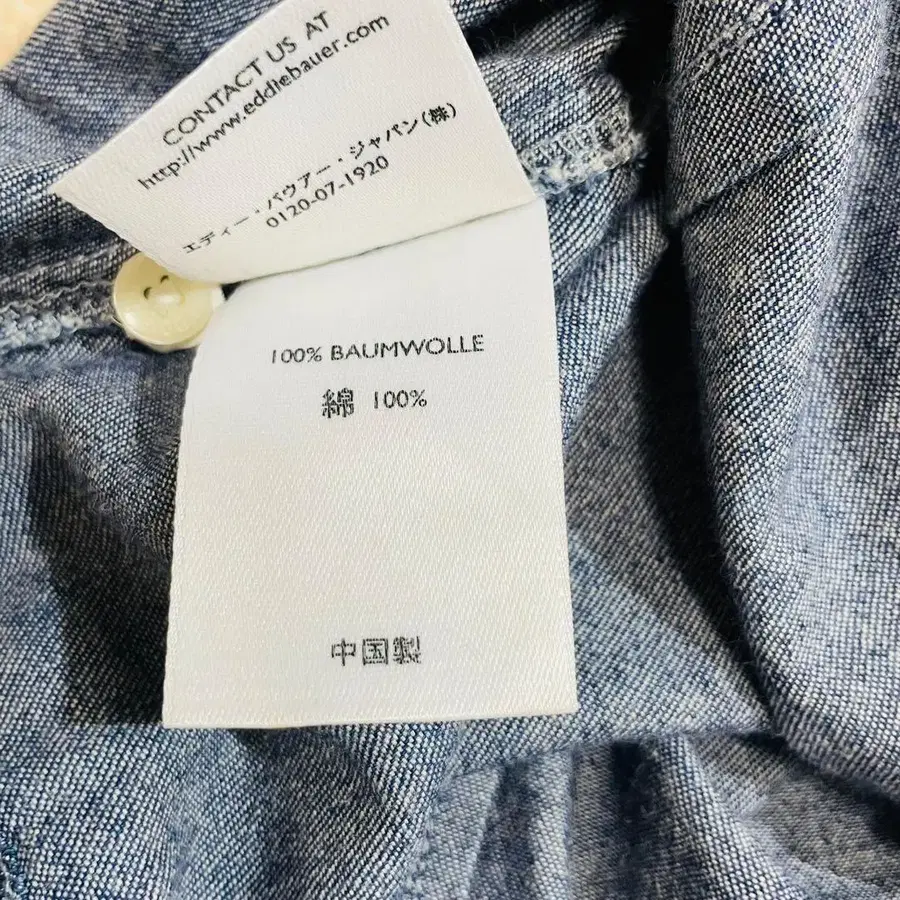 CONTACT US AT
http://www.eddiebauer.com
エディー・バウアー・ジャパン(株)
0120-07-1920
100% BAUMWOLLE
綿 100%
中国製